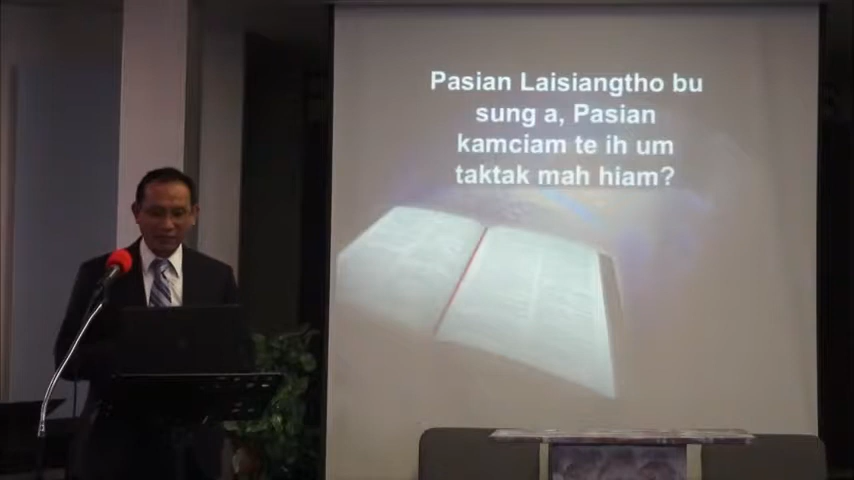 Pasian Laisiangtho bu
sung a, Pasian
kamciam te ih um
taktak mah hiam?